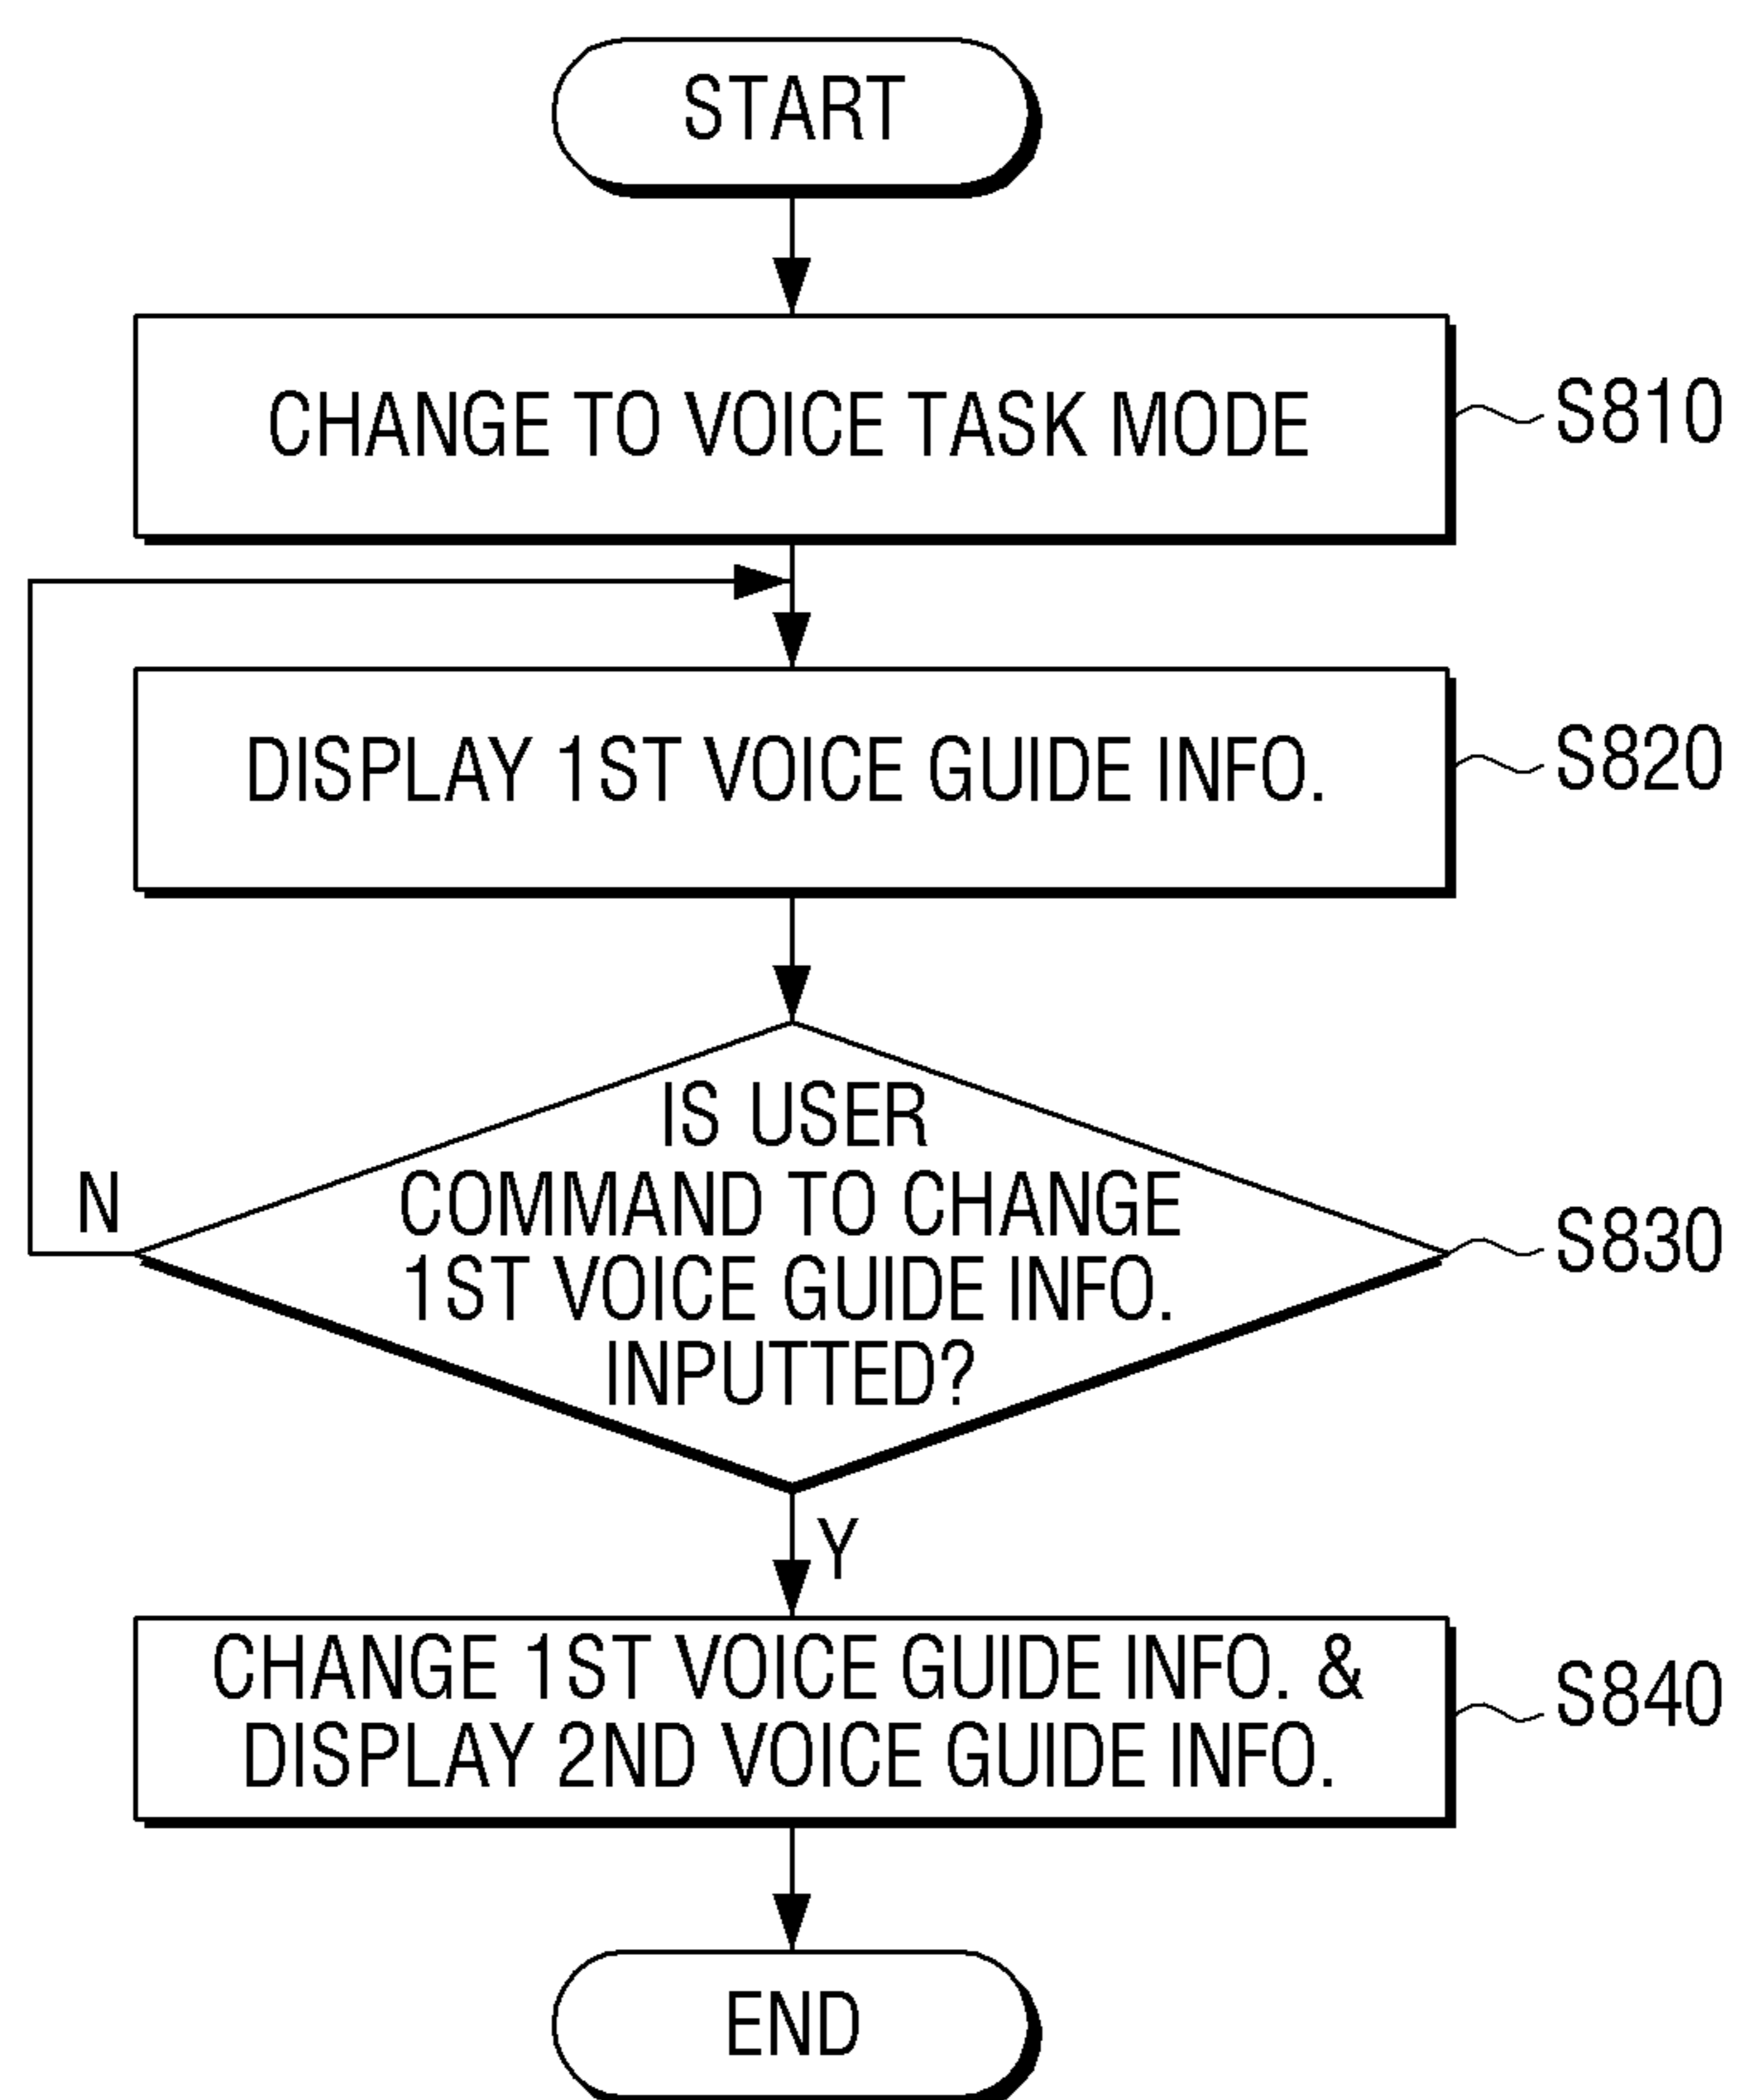 START
CHANGE TO VOICE TASK MODE
S810
DISPLAY 1ST VOICE GUIDE INFO.
S820
IS USER
COMMAND TO CHANGE
1ST VOICE GUIDE INFO.
INPUTTED?
N
S830
Y
CHANGE 1ST VOICE GUIDE INFO. &
DISPLAY 2ND VOICE GUIDE INFO.
S840
END